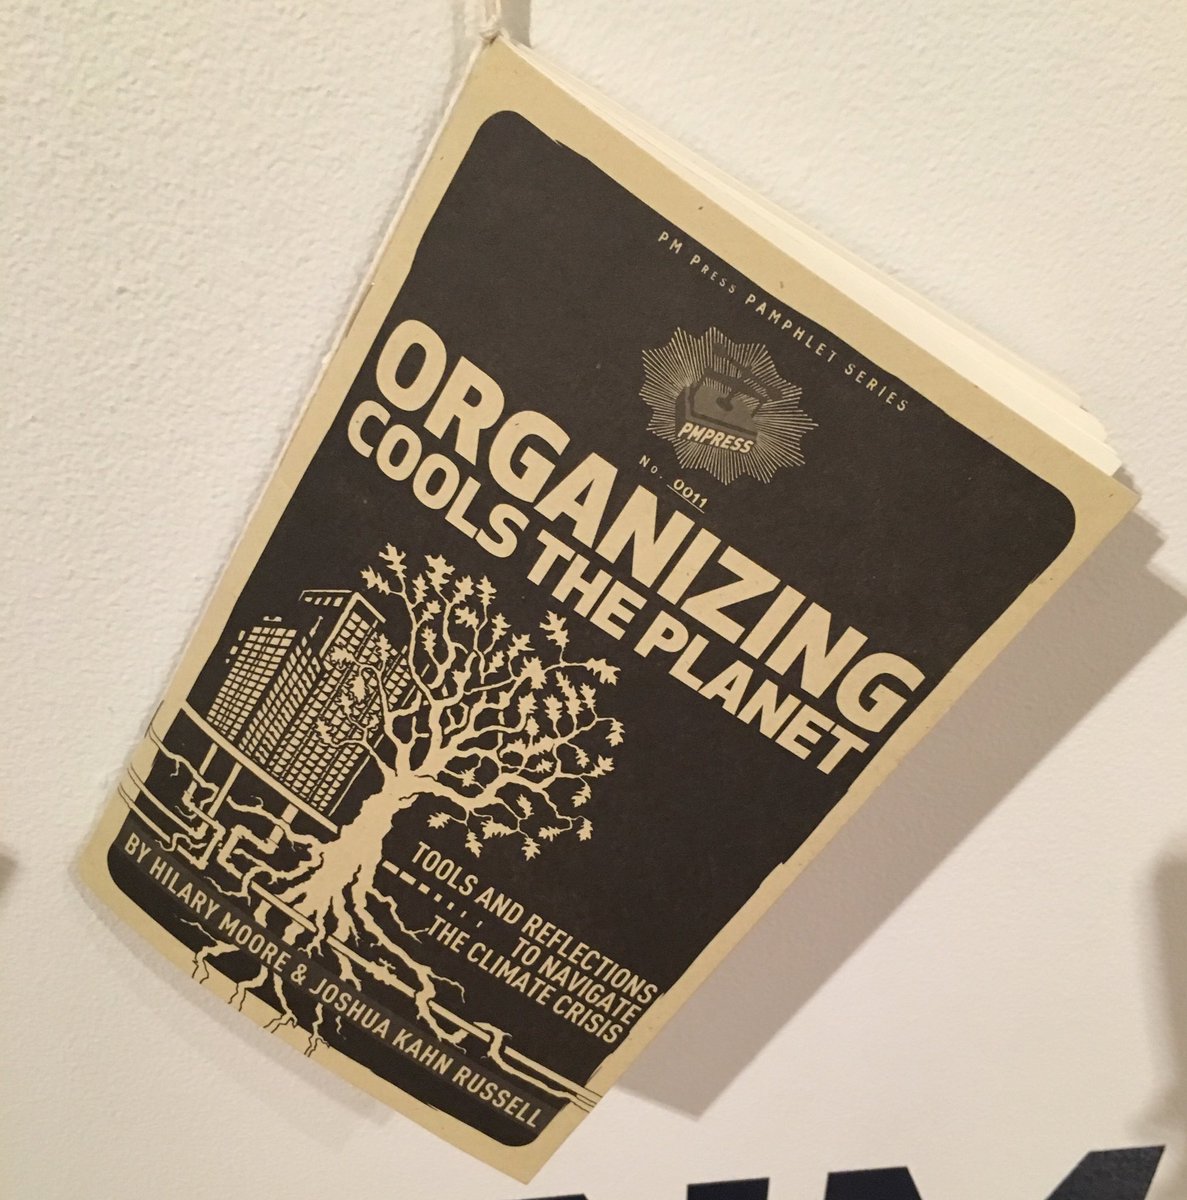 PM PRESS PAMPHLET SERIES
PMPRESS
No. 0011
ORGANIZING
COOLS THE PLANET
TOOLS AND REFLECTIONS
TO NAVIGATE
THE CLIMATE CRISIS
BY HILARY MOORE & JOSHUA KAHN RUSSELL